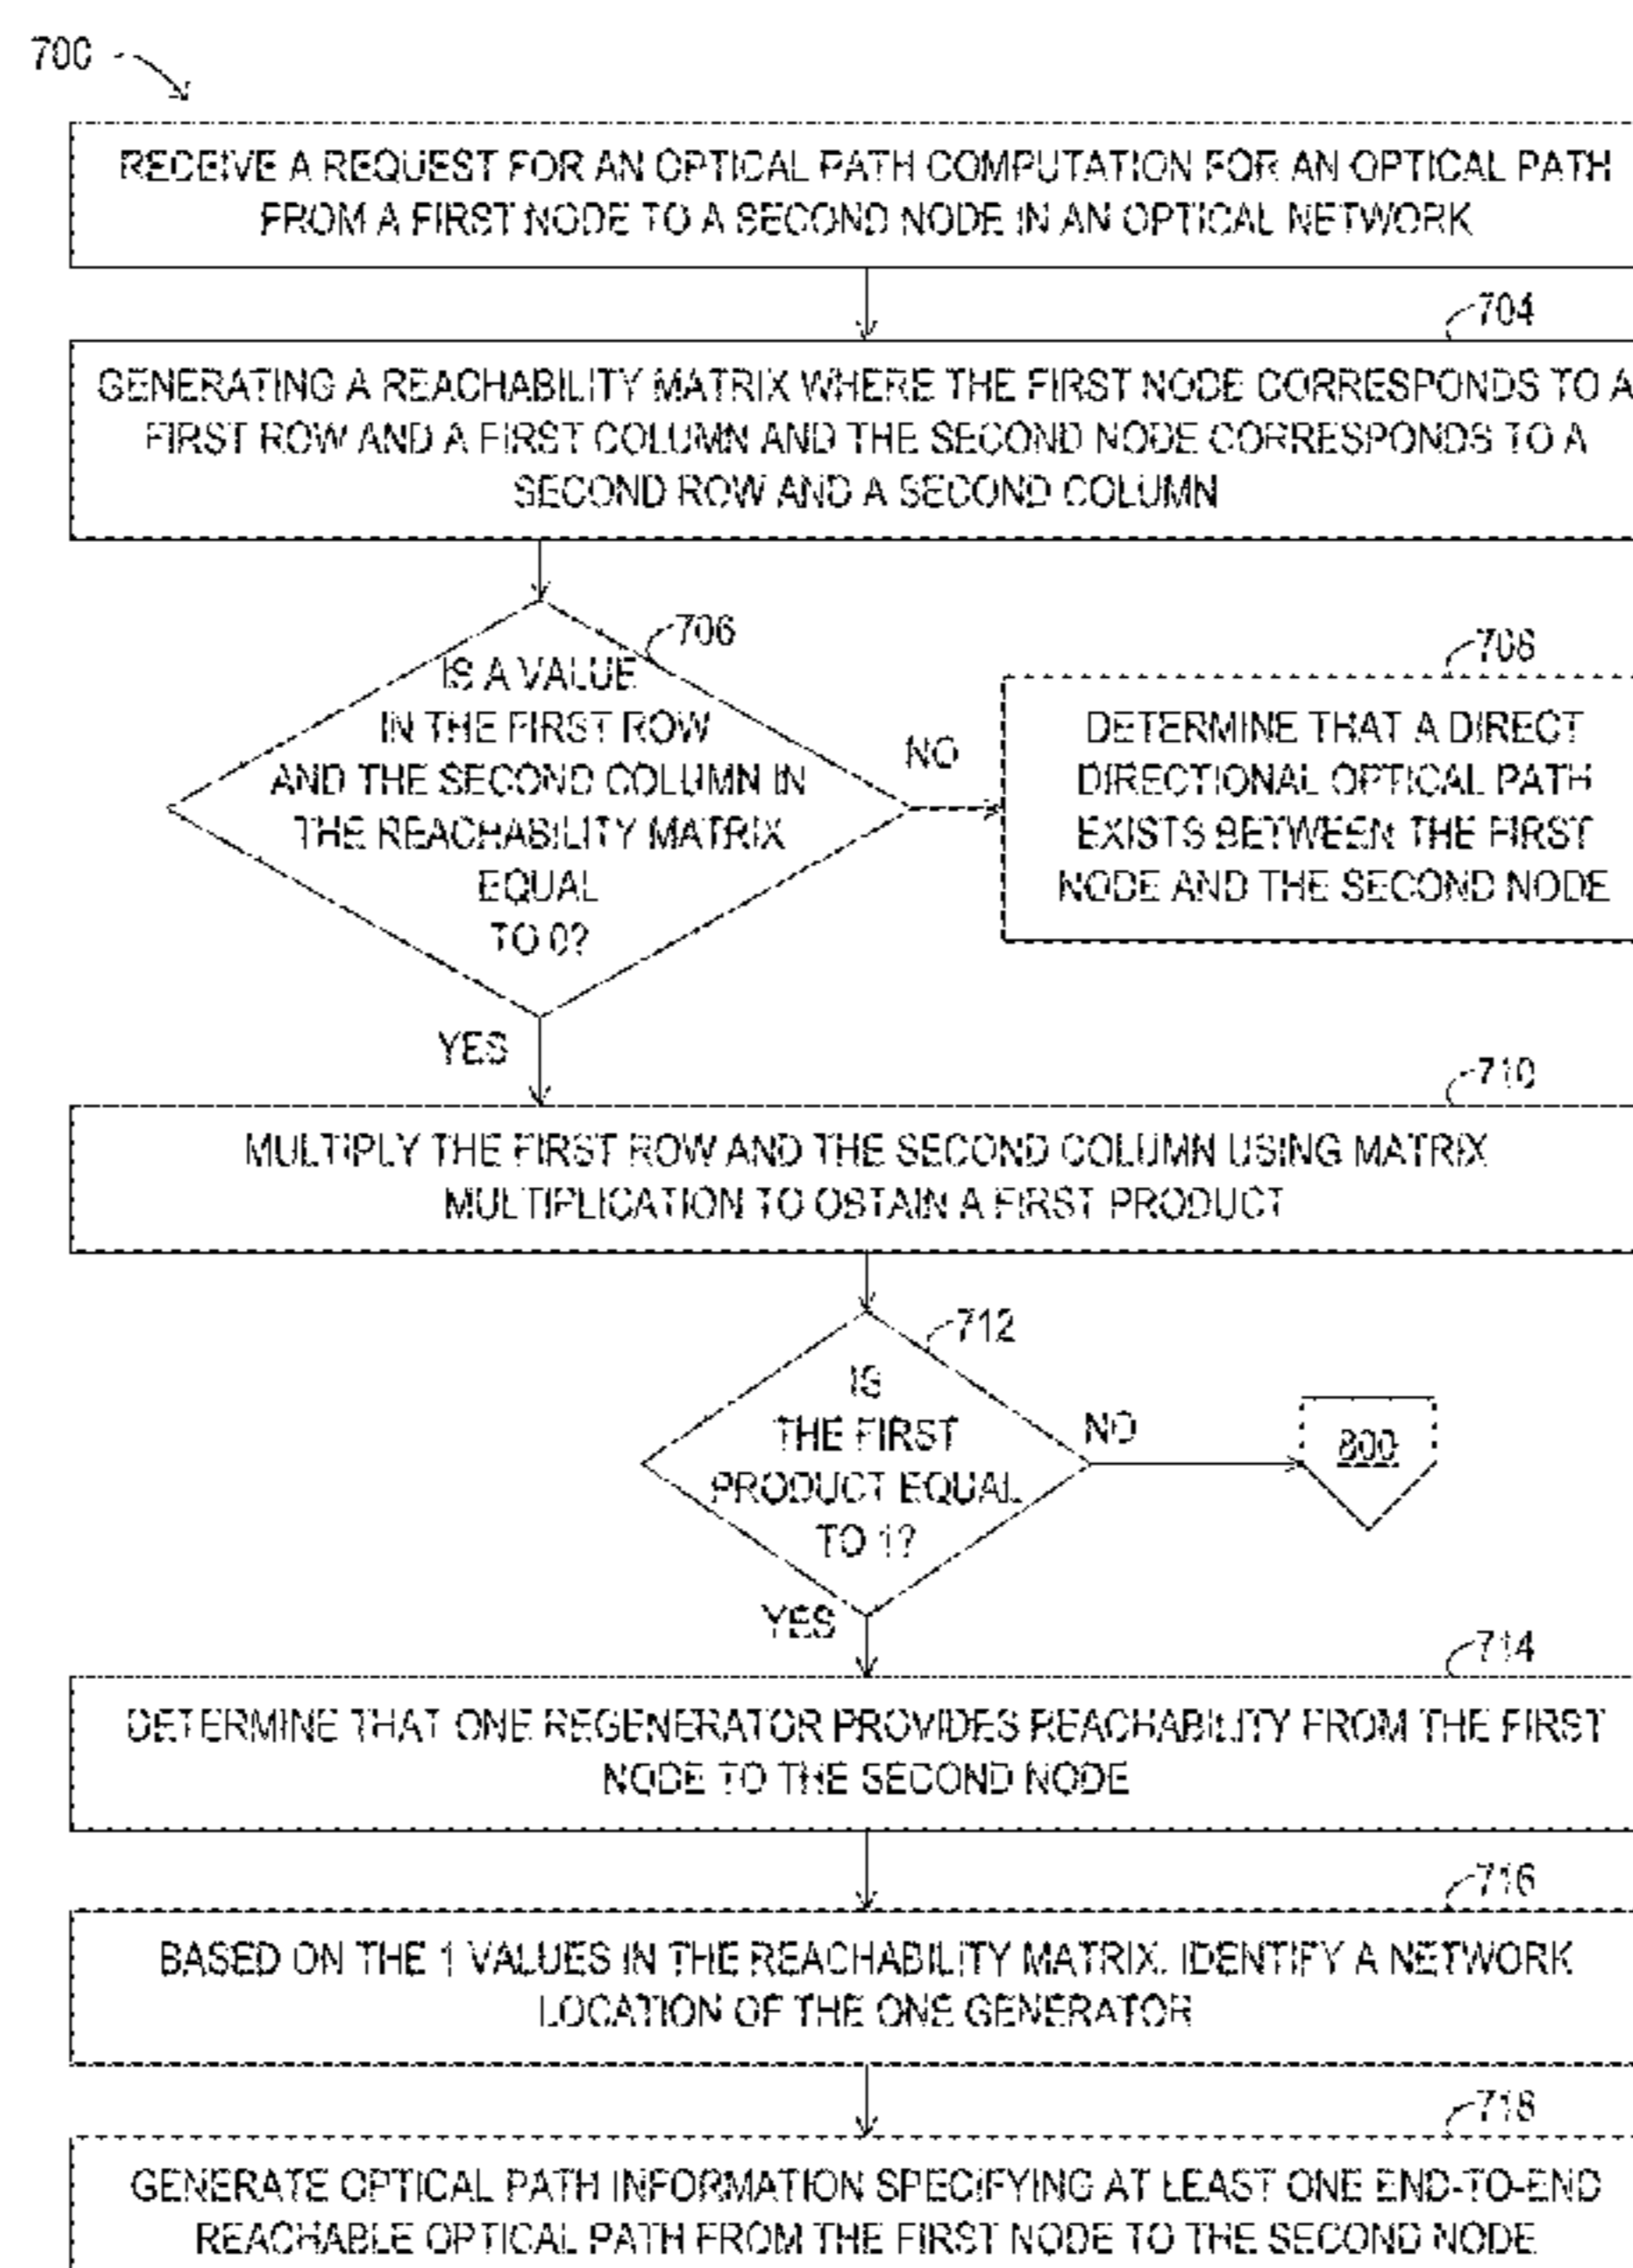 700
RECEIVE A REQUEST FOR AN OPTICAL PATH COMPUTATION FOR AN OPTICAL PATH
FROM A FIRST NODE TO A SECOND NODE IN AN OPTICAL NETWORK
704
GENERATING A REACHABILITY MATRIX WHERE THE FIRST NODE CORRESPONDS TO A
FIRST ROW AND A FIRST COLUMN AND THE SECOND NODE CORRESPONDS TO A
SECOND ROW AND A SECOND COLUMN
706
IS A VALUE
IN THE FIRST ROW
AND THE SECOND COLUMN IN
THE REACHABILITY MATRIX
EQUAL
TO 0?
NO
708
DETERMINE THAT A DIRECT
DIRECTIONAL OPTICAL PATH
EXISTS BETWEEN THE FIRST
NODE AND THE SECOND NODE
YES
710
MULTIPLY THE FIRST ROW AND THE SECOND COLUMN USING MATRIX
MULTIPLICATION TO OBTAIN A FIRST PRODUCT
712
IS
THE FIRST
PRODUCT EQUAL
TO 1?
NO
800
YES
714
DETERMINE THAT ONE REGENERATOR PROVIDES REACHABILITY FROM THE FIRST
NODE TO THE SECOND NODE
716
BASED ON THE 1 VALUES IN THE REACHABILITY MATRIX, IDENTIFY A NETWORK
LOCATION OF THE ONE GENERATOR
718
GENERATE OPTICAL PATH INFORMATION SPECIFYING AT LEAST ONE END-TO-END
REACHABLE OPTICAL PATH FROM THE FIRST NODE TO THE SECOND NODE